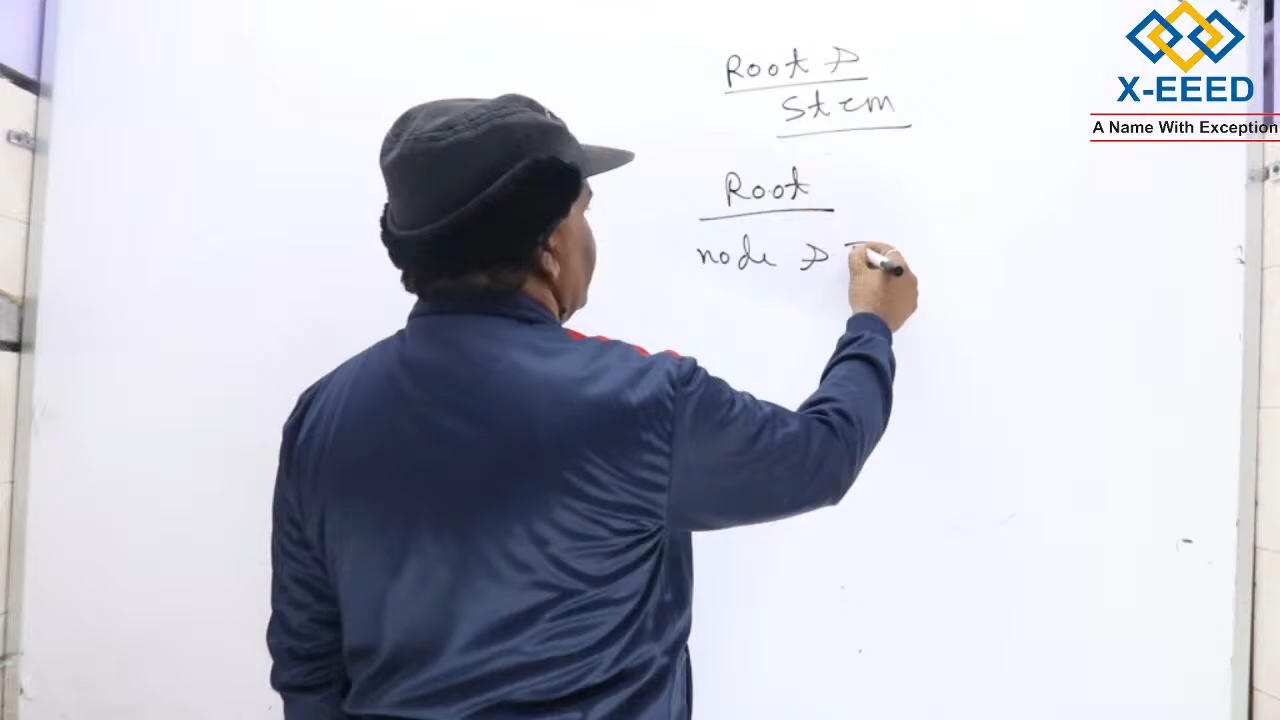 Root →
Stem
Root
node →
X-EEED
A Name With Exception